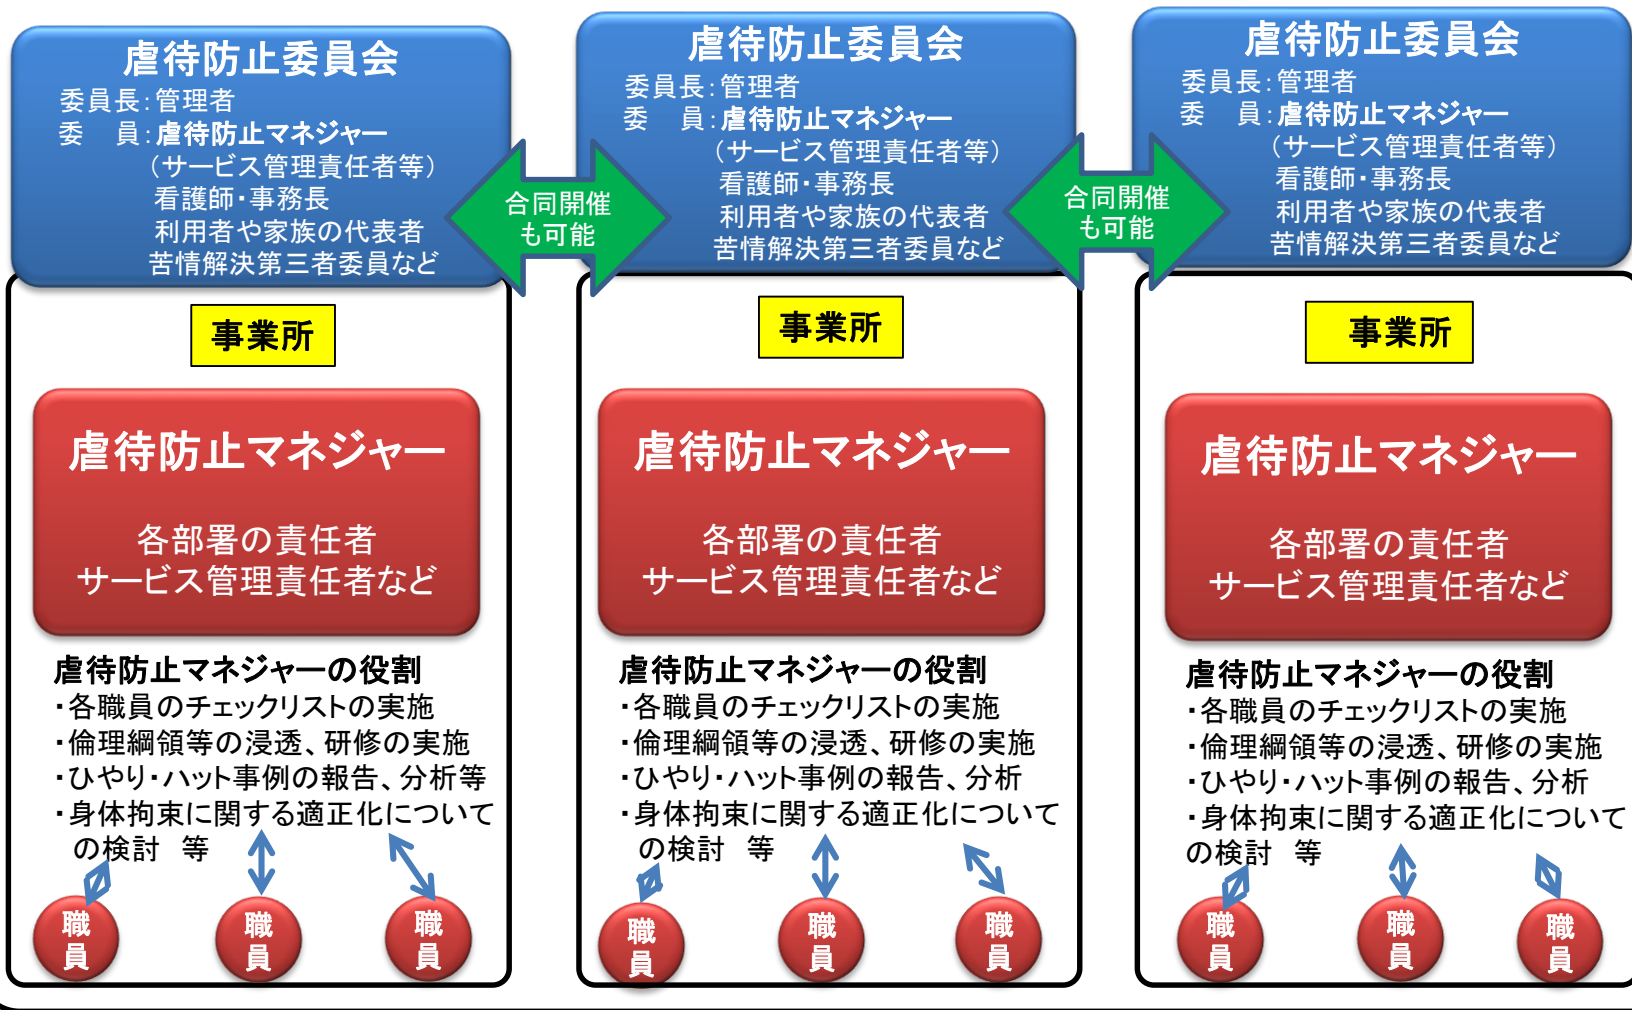 虐待防止委員会
委員長：管理者
委　員：虐待防止マネジャー
（サービス管理責任者等）
看護師・事務長
利用者や家族の代表者
苦情解決第三者委員など
合同開催
も可能
虐待防止委員会
委員長：管理者
委　員：虐待防止マネジャー
（サービス管理責任者等）
看護師・事務長
利用者や家族の代表者
苦情解決第三者委員など
合同開催
も可能
虐待防止委員会
委員長：管理者
委　員：虐待防止マネジャー
（サービス管理責任者等）
看護師・事務長
利用者や家族の代表者
苦情解決第三者委員など
事業所
虐待防止マネジャー
各部署の責任者
サービス管理責任者など
虐待防止マネジャーの役割
・各職員のチェックリストの実施
・倫理綱領等の浸透、研修の実施
・ひやり・ハット事例の報告、分析等
・身体拘束に関する適正化について
の検討　等
職
員
職
員
職
員
事業所
虐待防止マネジャー
各部署の責任者
サービス管理責任者など
虐待防止マネジャーの役割
・各職員のチェックリストの実施
・倫理綱領等の浸透、研修の実施
・ひやり・ハット事例の報告、分析
・身体拘束に関する適正化について
の検討　等
職
員
職
員
職
員
事業所
虐待防止マネジャー
各部署の責任者
サービス管理責任者など
虐待防止マネジャーの役割
・各職員のチェックリストの実施
・倫理綱領等の浸透、研修の実施
・ひやり・ハット事例の報告、分析
・身体拘束に関する適正化について
の検討　等
職
員
職
員
職
員